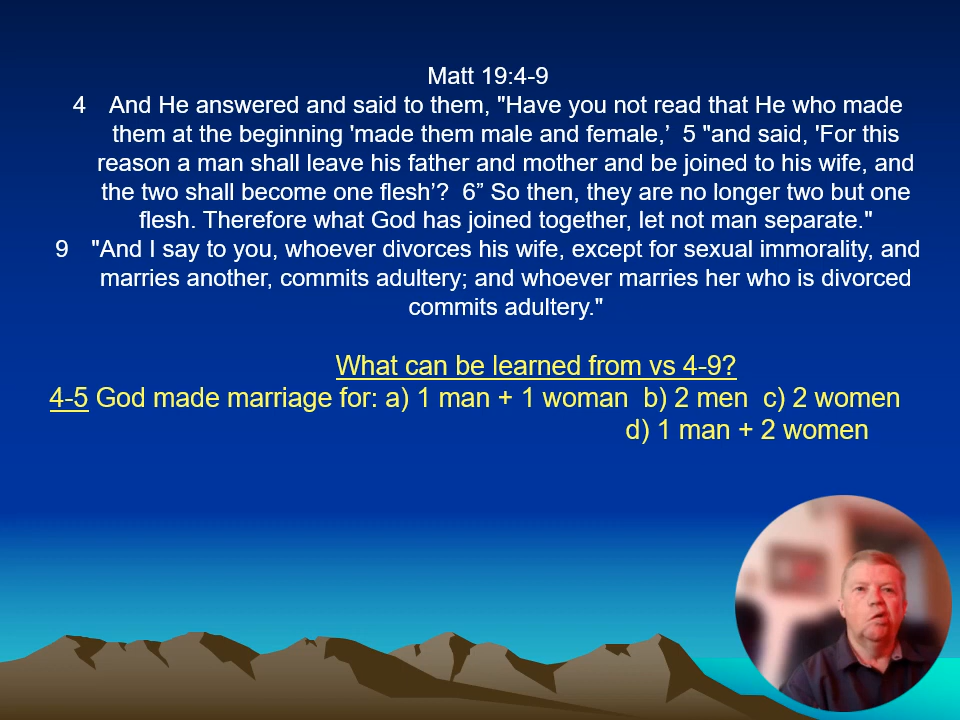 Matt 19:4-9
4 And He answered and said to them, "Have you not read that He who made
them at the beginning 'made them male and female,’ 5 "and said, 'For this
reason a man shall leave his father and mother and be joined to his wife, and
the two shall become one flesh’? 6” So then, they are no longer two but one
flesh. Therefore what God has joined together, let not man separate."
9 "And I say to you, whoever divorces his wife, except for sexual immorality, and
marries another, commits adultery; and whoever marries her who is divorced
commits adultery."
What can be learned from vs 4-9?
4-5 God made marriage for: a) 1 man + 1 woman b) 2 men c) 2 women
d) 1 man + 2 women